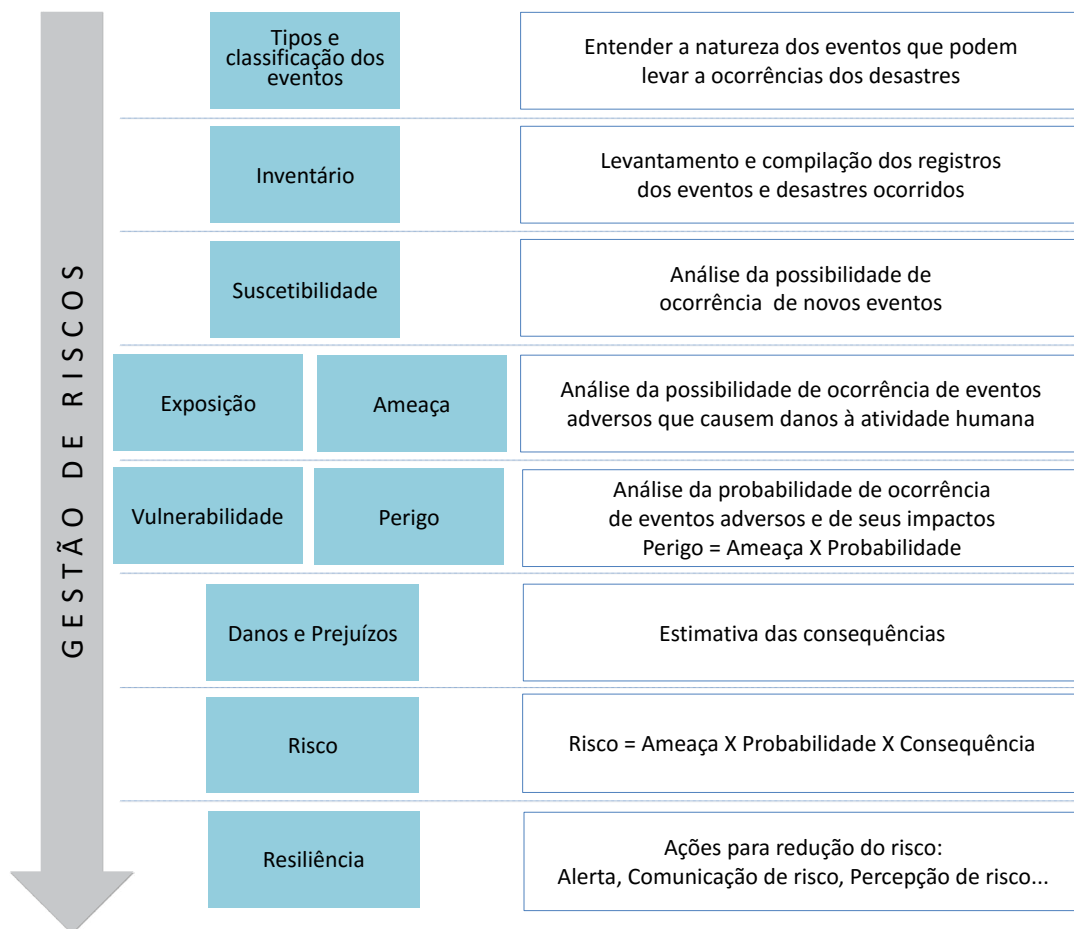 GESTÃO DE RISCOS
Tipos e
classificação dos
eventos
Entender a natureza dos eventos que podem
levar a ocorrências dos desastres
Inventário
Levantamento e compilação dos registros
dos eventos e desastres ocorridos
Suscetibilidade
Análise da possibilidade de
ocorrência de novos eventos
Exposição
Ameaça
Análise da possibilidade de ocorrência de eventos
adversos que causem danos à atividade humana
Vulnerabilidade
Perigo
Análise da probabilidade de ocorrência
de eventos adversos e de seus impactos
Perigo = Ameaça X Probabilidade
Danos e Prejuízos
Estimativa das consequências
Risco
Risco = Ameaça X Probabilidade X Consequência
Resiliência
Ações para redução do risco:
Alerta, Comunicação de risco, Percepção de risco...